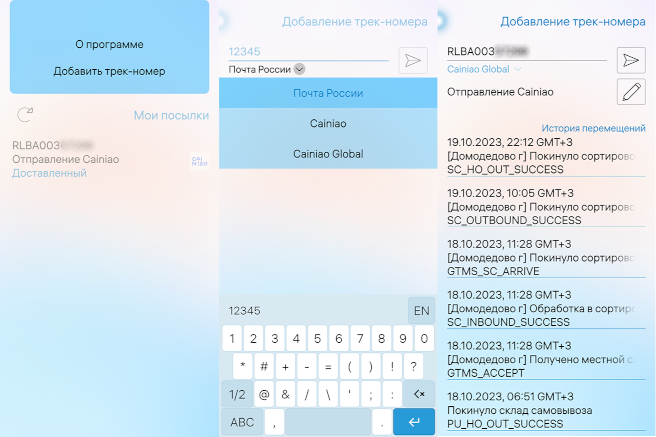 О программе
Добавить трек-номер
Мои посылки
RLBA003
Отправление Cainiao
Доставленный
CAI
NIAO
Добавление трек-номера
12345
Почта России
Почта России
Cainiao
Cainiao Global
12345
EN
1 2 3 4 5 6 7 8 9 0
* # + - = ( ) ! ?
1/2 @ & / \ ' ; :
ABC , .
Добавление трек-номера
RLBA003
Cainiao Global
Отправление Cainiao
История перемещений
19.10.2023, 22:12 GMT+3
[Домодедово г] Покинуло сортирово
SC_HO_OUT_SUCCESS
19.10.2023, 10:05 GMT+3
[Домодедово г] Покинуло сортирово
SC_OUTBOUND_SUCCESS
18.10.2023, 11:28 GMT+3
[Домодедово г] Покинуло сортирово
GTMS_SC_ARRIVE
18.10.2023, 11:28 GMT+3
[Домодедово г] Обработка в сортир
SC_INBOUND_SUCCESS
18.10.2023, 11:28 GMT+3
[Домодедово г] Получено местной с
GTMS_ACCEPT
18.10.2023, 06:51 GMT+3
Покинуло склад самовывоза
PU_HO_OUT_SUCCESS